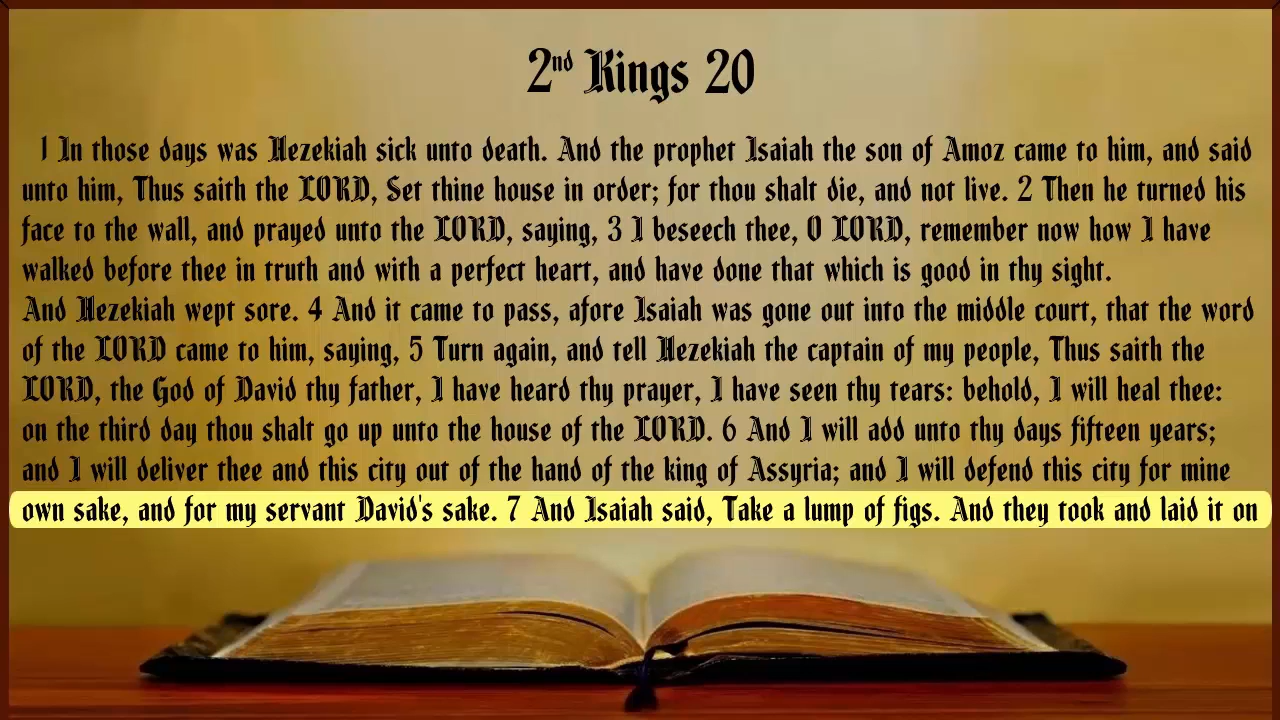 2nd Kings 20
1 In those days was Hezekiah sick unto death. And the prophet Isaiah the son of Amoz came to him, and said
unto him, Thus saith the LORD, Set thine house in order; for thou shalt die, and not live. 2 Then he turned his
face to the wall, and prayed unto the LORD, saying, 3 I beseech thee, O LORD, remember now how I have
walked before thee in truth and with a perfect heart, and have done that which is good in thy sight.
And Hezekiah wept sore. 4 And it came to pass, afore Isaiah was gone out into the middle court, that the word
of the LORD came to him, saying, 5 Turn again, and tell Hezekiah the captain of my people, Thus saith the
LORD, the God of David thy father, I have heard thy prayer, I have seen thy tears: behold, I will heal thee:
on the third day thou shalt go up unto the house of the LORD. 6 And I will add unto thy days fifteen years;
and I will deliver thee and this city out of the hand of the king of Assyria; and I will defend this city for mine
own sake, and for my servant David's sake. 7 And Isaiah said, Take a lump of figs. And they took and laid it on